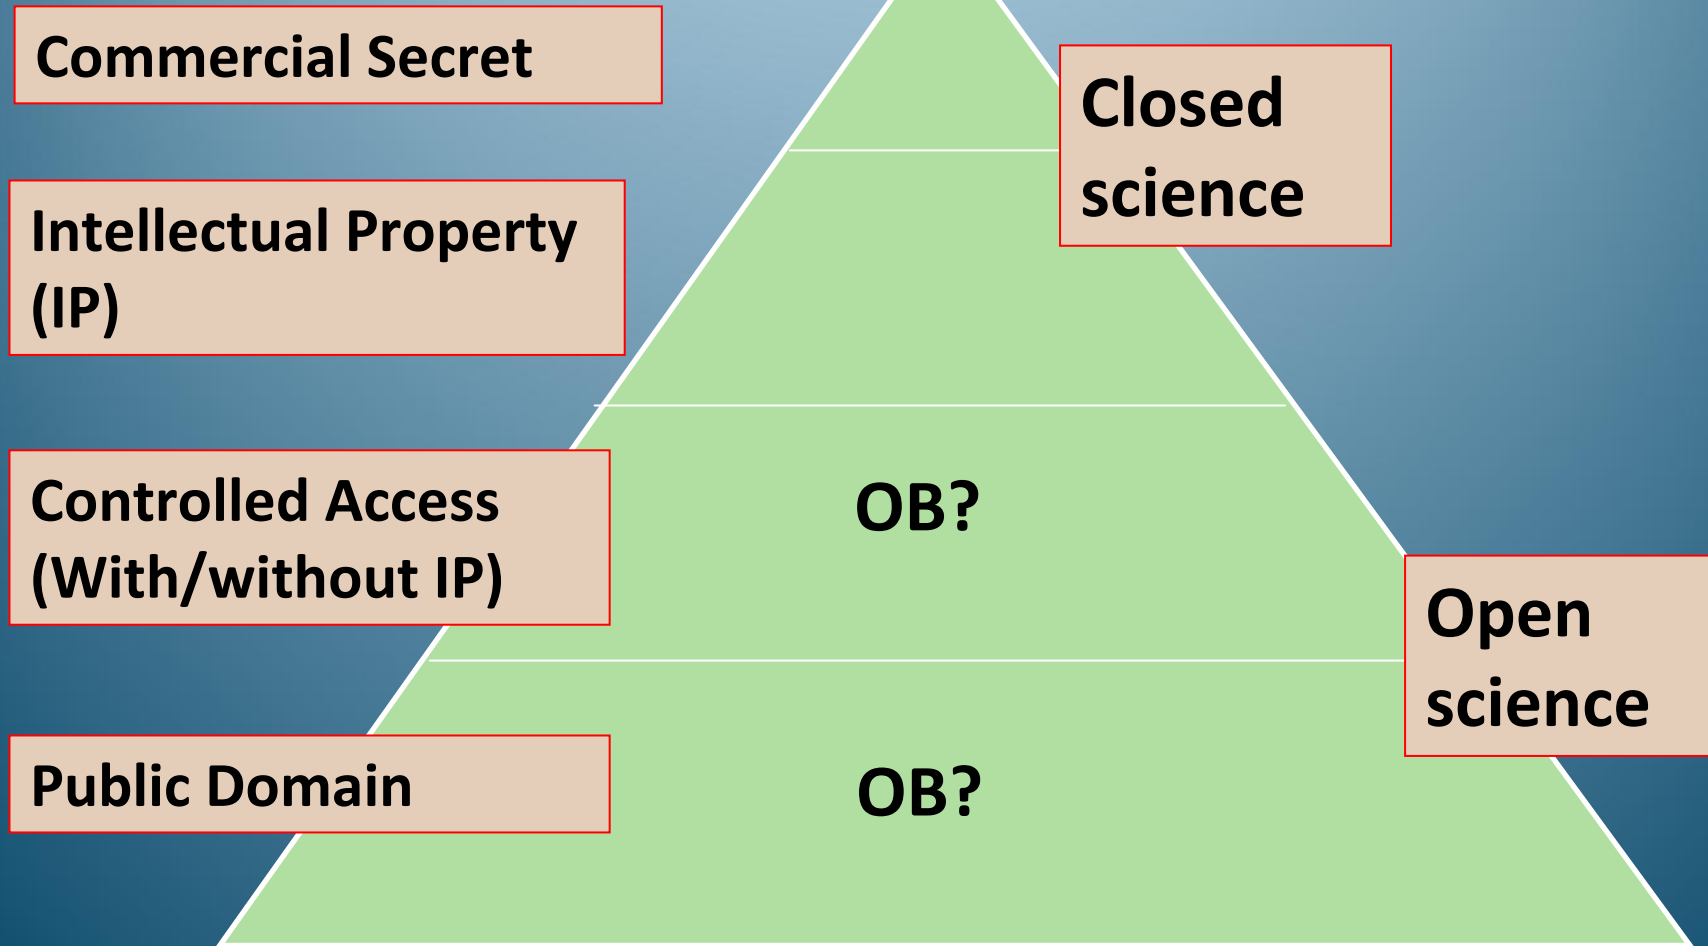 Commercial Secret
Closed
science
Intellectual Property
(IP)
Controlled Access
(With/without IP)
OB?
Open
science
Public Domain
OB?